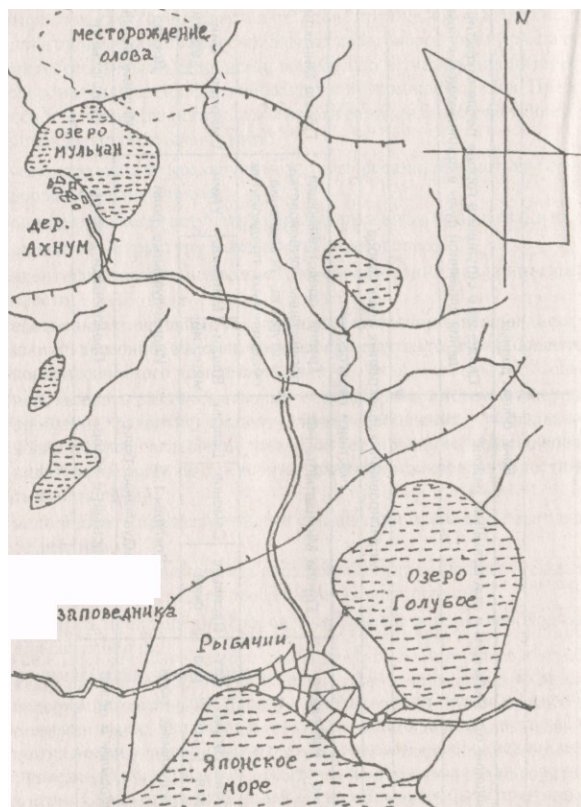 месторождение
олова
N
озеро
мульчан
дер.
Ахнум
Озеро
Голубое
заповедника
Рыбачий
Японское
море